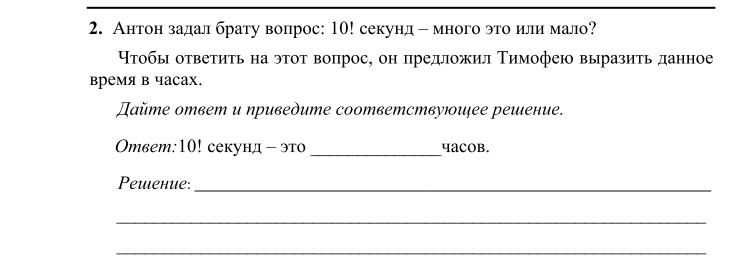 2. Антон задал брату вопрос: 10! секунд – много это или мало?
Чтобы ответить на этот вопрос, он предложил Тимофею выразить данное
время в часах.
Дайте ответ и приведите соответствующее решение.
Ответ:10! секунд – это ______________часов.
Решение: